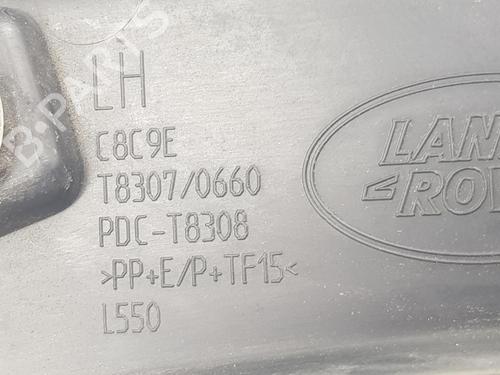 LH
C8C9E
T8307/0660
PDC-T8308
>PP+E/P+TF15<
L550
LAN
ROV
B-PARTS